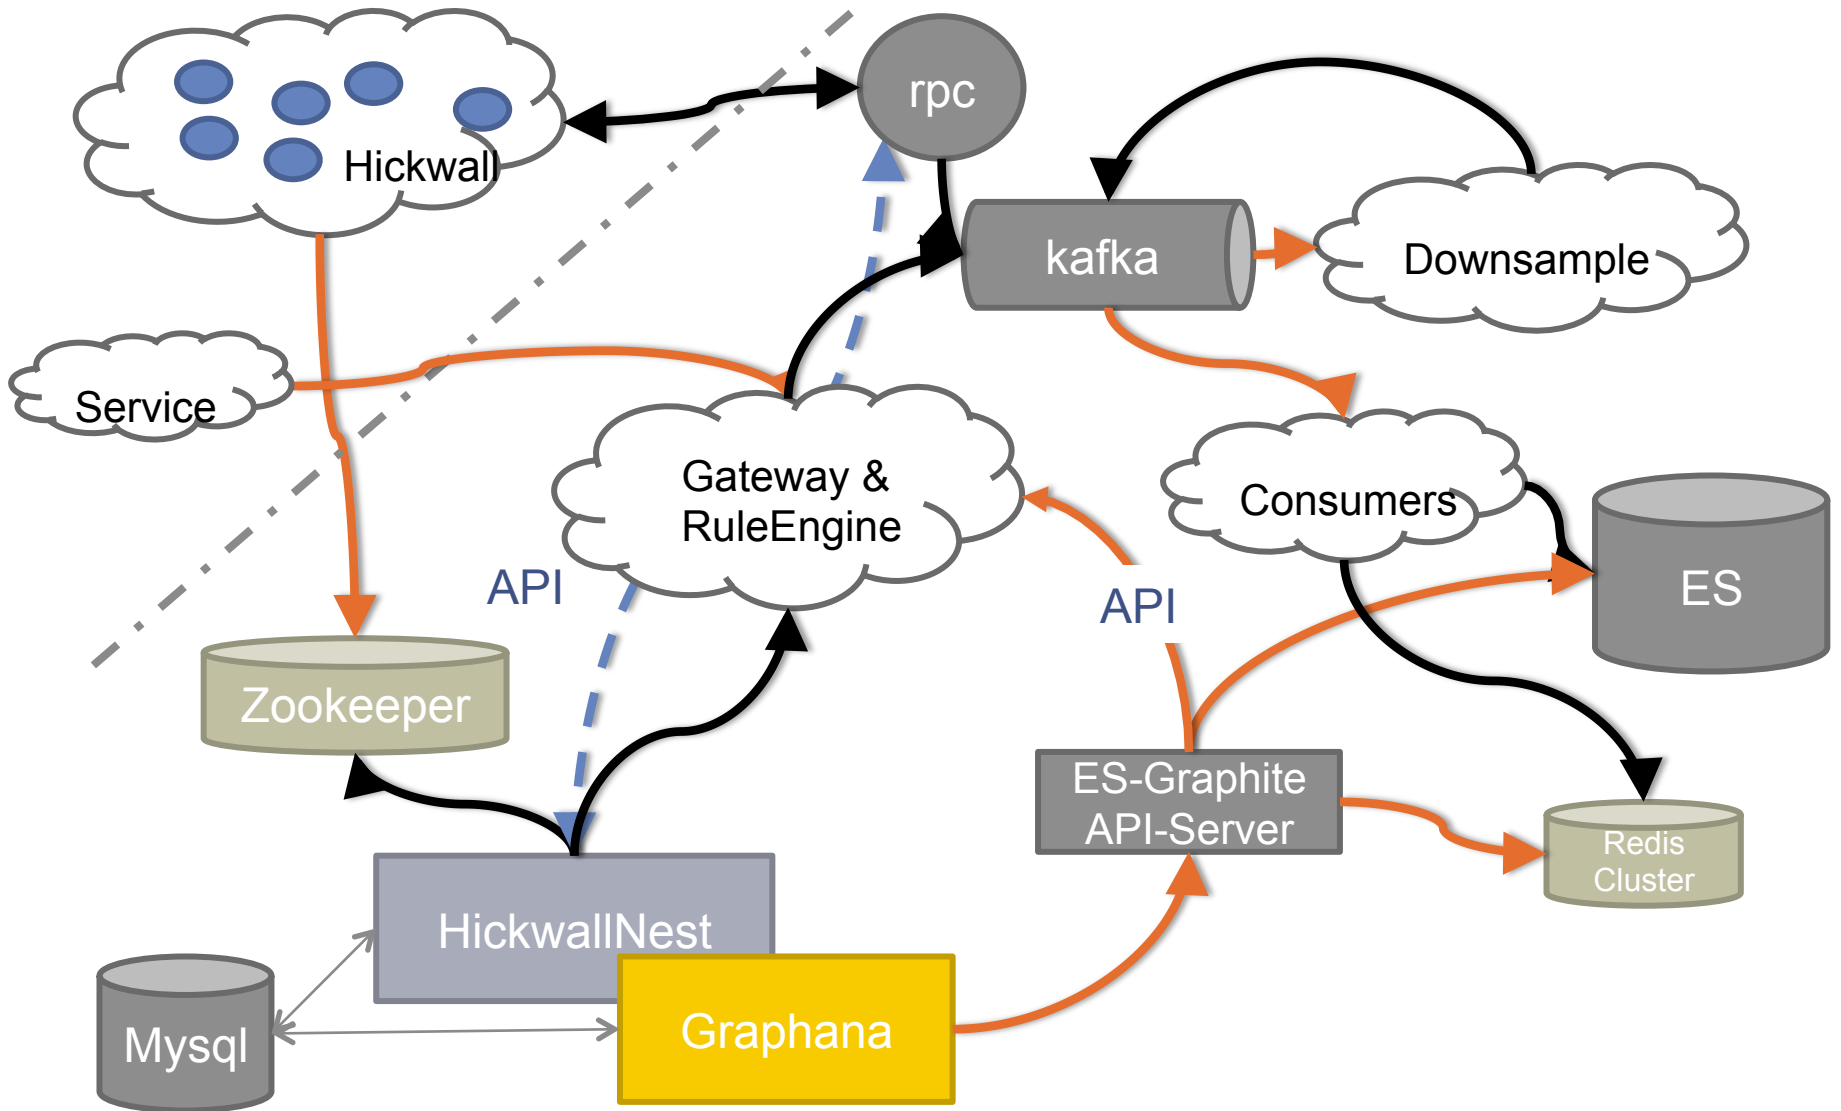 rpc
Hickwall
kafka
Downsample
Service
Gateway &
RuleEngine
Consumers
API
API
ES
Zookeeper
ES-Graphite
API-Server
Redis
Cluster
HickwallNest
Graphana
Mysql